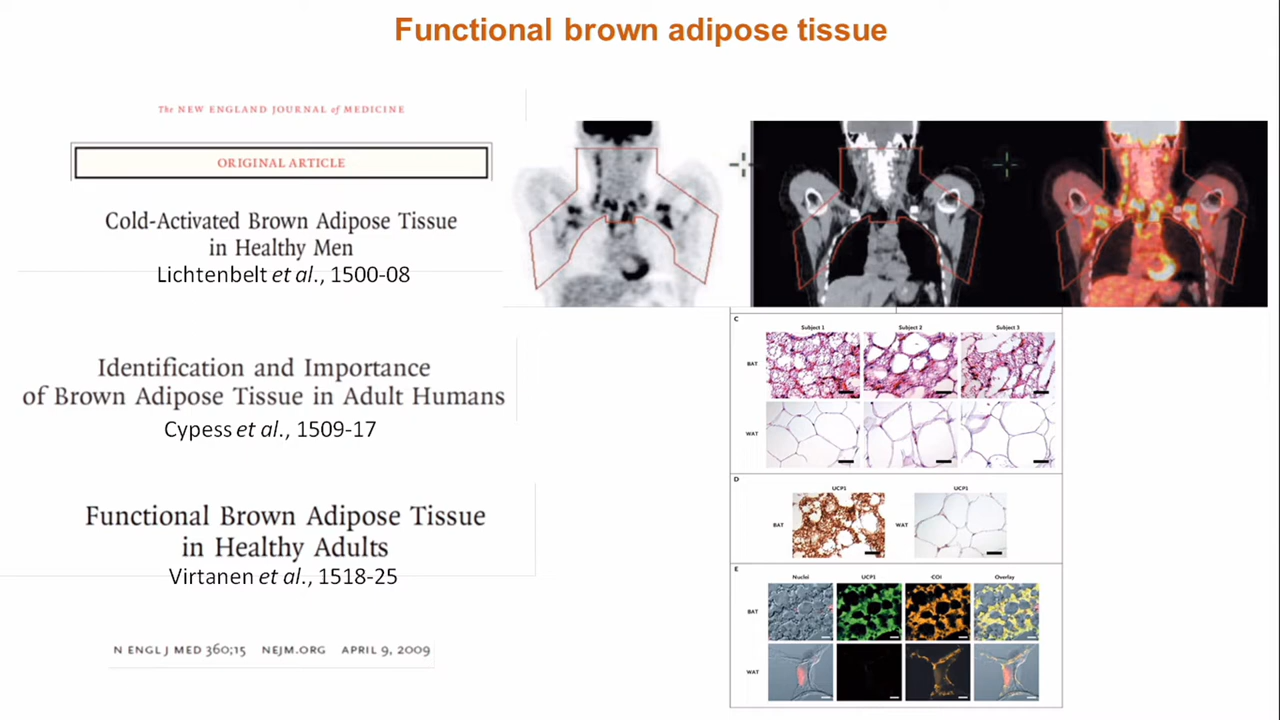 Functional brown adipose tissue
The NEW ENGLAND JOURNAL of MEDICINE
ORIGINAL ARTICLE
Cold-Activated Brown Adipose Tissue
in Healthy Men
Lichtenbelt et al., 1500-08
Identification and Importance
of Brown Adipose Tissue in Adult Humans
Cypess et al., 1509-17
Functional Brown Adipose Tissue
in Healthy Adults
Virtanen et al., 1518-25
N ENGL J MED 360;15 NEJM.ORG APRIL 9, 2009
C
Subject 1 Subject 2 Subject 3
BAT
WAT
D
UCP1 UCP1
BAT WAT
E
Nuclei UCP1 COI Overlay
BAT
WAT